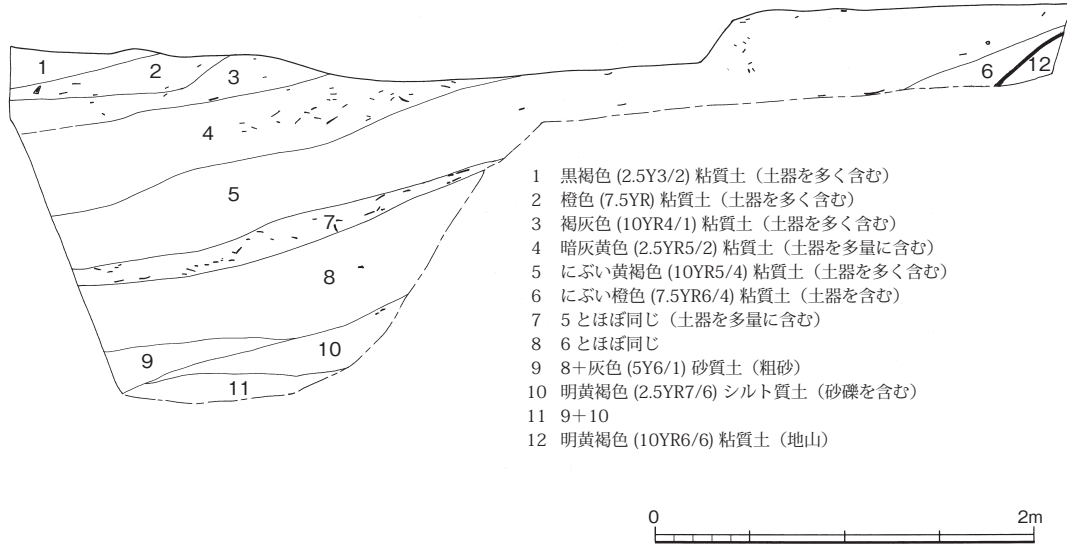 1
2
3
4
5
6
7
8
9
10
11
12
1 黒褐色 (2.5Y3/2) 粘質土（土器を多く含む）
2 橙色 (7.5YR) 粘質土（土器を多く含む）
3 褐灰色 (10YR4/1) 粘質土（土器を多く含む）
4 暗灰黄色 (2.5YR5/2) 粘質土（土器を多量に含む）
5 にぶい黄褐色 (10YR5/4) 粘質土（土器を多く含む）
6 にぶい橙色 (7.5YR6/4) 粘質土（土器を含む）
7 5とほぼ同じ（土器を多量に含む）
8 6とほぼ同じ
9 8＋灰色 (5Y6/1) 砂質土（粗砂）
10 明黄褐色 (2.5YR7/6) シルト質土（砂礫を含む）
11 9＋10
12 明黄褐色 (10YR6/6) 粘質土（地山）
0 2m